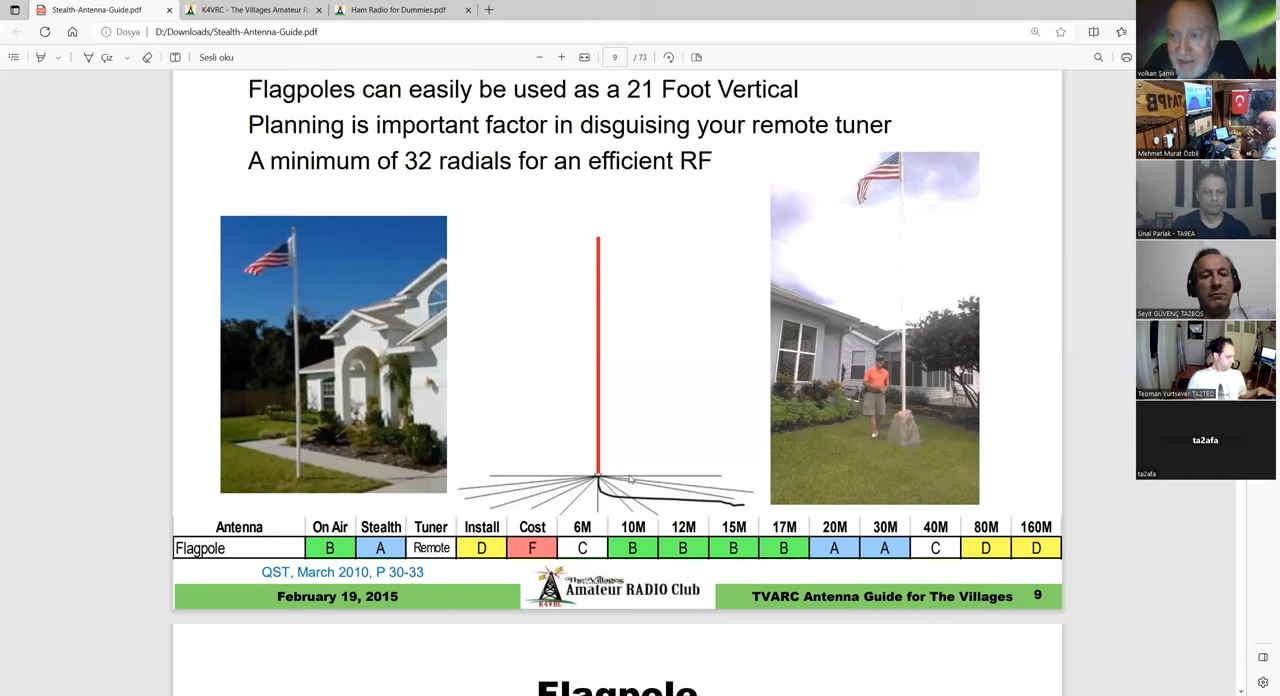 Stealth-Antenna-Guide.pdf
K4VRC - The Villages Amateur R
Ham Radio for Dummies.pdf
Dosya D:/Downloads/Stealth-Antenna-Guide.pdf
Çiz
Sesli oku
9 / 73
Flagpoles can easily be used as a 21 Foot Vertical
Planning is important factor in disguising your remote tuner
A minimum of 32 radials for an efficient RF
Antenna On Air Stealth Tuner Install Cost 6M 10M 12M 15M 17M 20M 30M 40M 80M 160M
Flagpole B A Remote D F C B B B B A A C D D
QST, March 2010, P 30-33
February 19, 2015
The Villages
Amateur RADIO Club
K4VRC
TVARC Antenna Guide for The Villages 9
Flagpole
volkan Şamlı
TA1PB
Mehmet Murat Özbil
Ünal Parlak - TA9EA
Seyit GÜVENÇ TA2BQS
Teoman Yurtsever TA2TEO
ta2afa
ta2afa